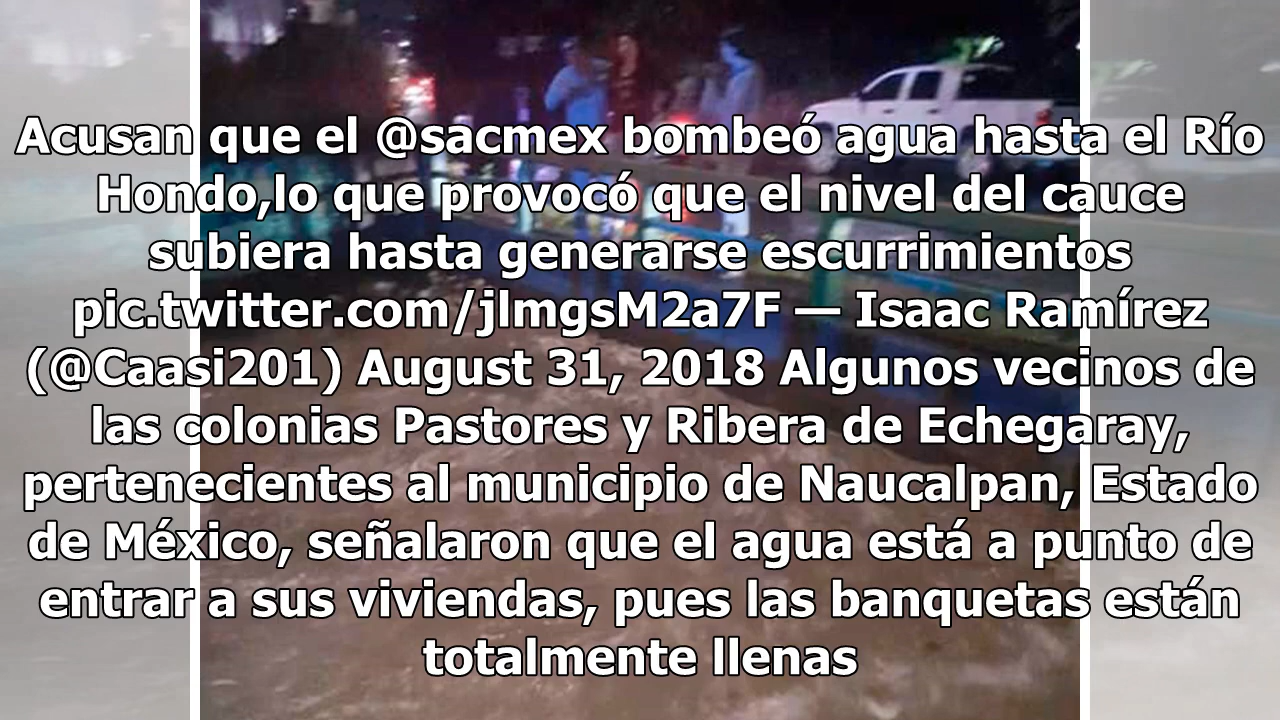 Acusan que el @sacmex bombeó agua hasta el Río
Hondo,lo que provocó que el nivel del cauce
subiera hasta generarse escurrimientos
pic.twitter.com/jlmgsM2a7F — Isaac Ramírez
(@Caasi201) August 31, 2018 Algunos vecinos de
las colonias Pastores y Ribera de Echegaray,
pertenecientes al municipio de Naucalpan, Estado
de México, señalaron que el agua está a punto de
entrar a sus viviendas, pues las banquetas están
totalmente llenas